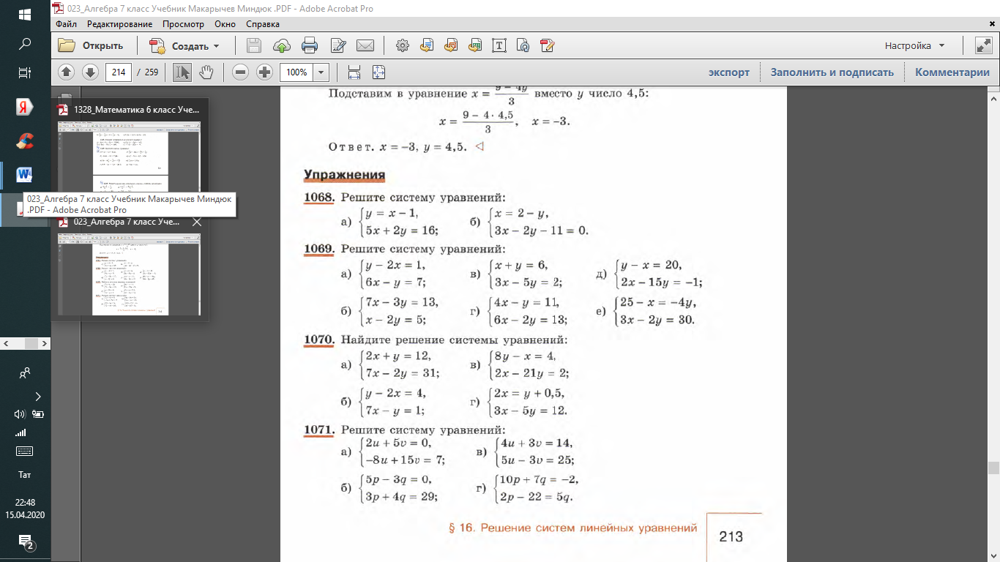 023_Алгебра 7 класс Учебник Макарычев Миндюк .PDF - Adobe Acrobat Pro
Файл Редактирование Просмотр Окно Справка
Открыть Создать Настройка
214 / 259 100% экспорт Заполнить и подписать Комментарии
1328_Математика 6 класс Уче...
023_Алгебра 7 класс Учебник Макарычев Миндюк
.PDF - Adobe Acrobat Pro
023_Алгебра 7 класс Уче...
Тат
22:48
15.04.2020
2
Подставим в уравнение x = (9 – 4y)/3 вместо y число 4,5:
x = (9 – 4 · 4,5)/3, x = –3.
Ответ. x = –3, y = 4,5. ◁
Упражнения
1068. Решите систему уравнений:
а) { y = x – 1, б) { x = 2 – y,
5x + 2y = 16; 3x – 2y – 11 = 0.
1069. Решите систему уравнений:
а) { y – 2x = 1, в) { x + y = 6, д) { y – x = 20,
6x – y = 7; 3x – 5y = 2; 2x – 15y = –1;
б) { 7x – 3y = 13, г) { 4x – y = 11, е) { 25 – x = –4y,
x – 2y = 5; 6x – 2y = 13; 3x – 2y = 30.
1070. Найдите решение системы уравнений:
а) { 2x + y = 12, в) { 8y – x = 4,
7x – 2y = 31; 2x – 21y = 2;
б) { y – 2x = 4, г) { 2x = y + 0,5,
7x – y = 1; 3x – 5y = 12.
1071. Решите систему уравнений:
а) { 2u + 5v = 0, в) { 4u + 3v = 14,
–8u + 15v = 7; 5u – 3v = 25;
б) { 5p – 3q = 0, г) { 10p + 7q = –2,
3p + 4q = 29; 2p – 22 = 5q.
§ 16. Решение систем линейных уравнений 213